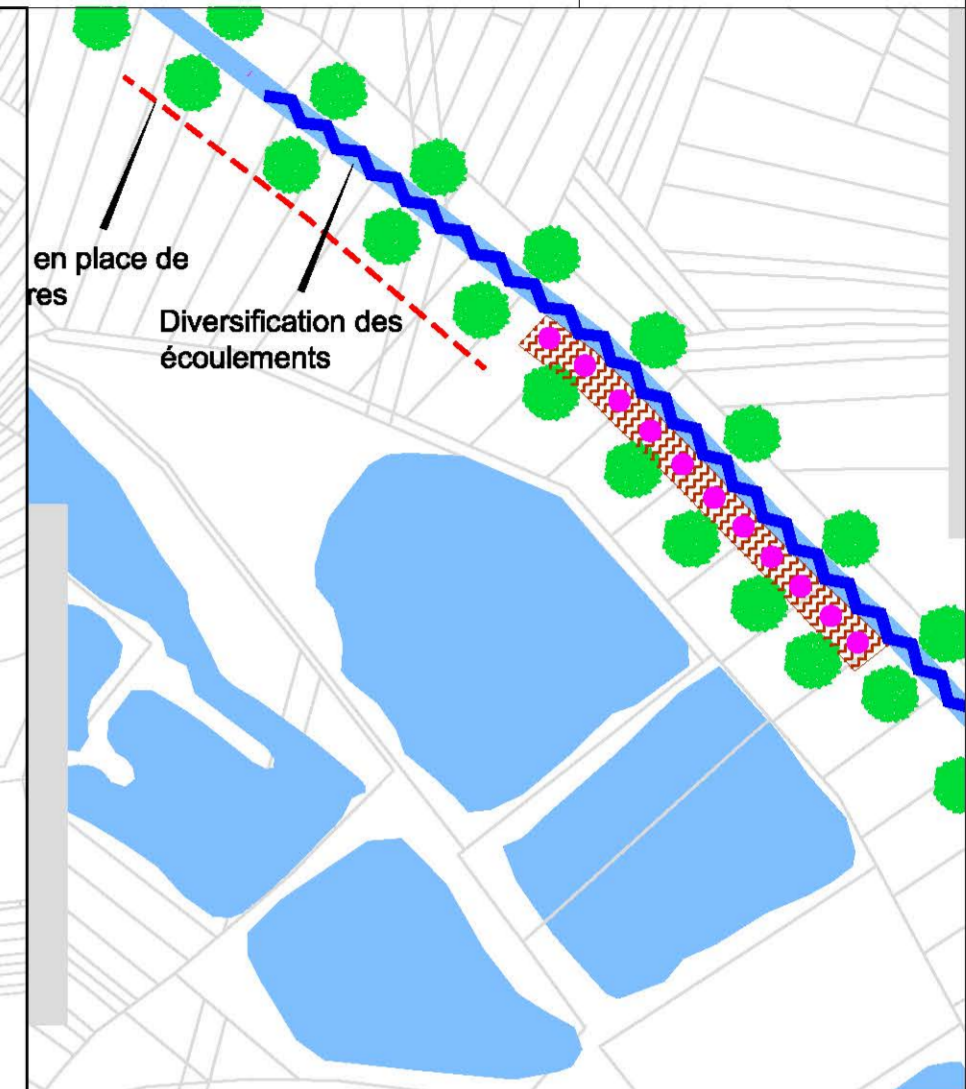 en place de
res
Diversification des
écoulements